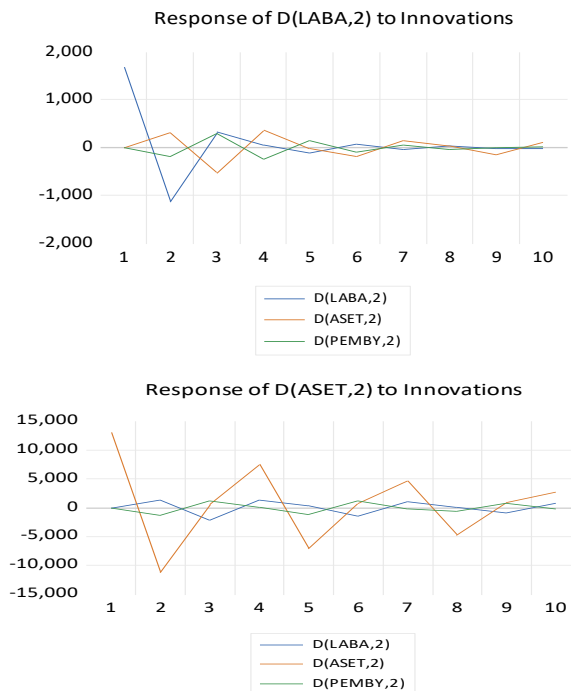 Response of D(LABA,2) to Innovations
2,000
1,000
0
-1,000
-2,000
1 2 3 4 5 6 7 8 9 10
D(LABA,2)
D(ASET,2)
D(PEMBY,2)
Response of D(ASET,2) to Innovations
15,000
10,000
5,000
0
-5,000
-10,000
-15,000
1 2 3 4 5 6 7 8 9 10
D(LABA,2)
D(ASET,2)
D(PEMBY,2)